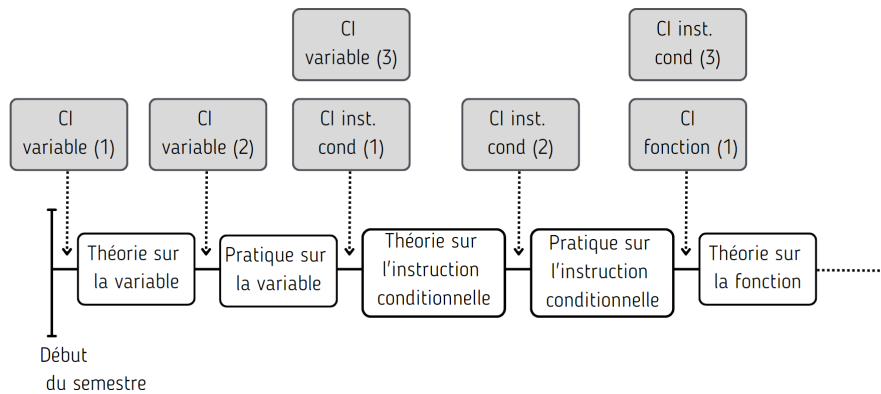 CI
variable (3)
CI inst.
cond (3)
CI
variable (1)
CI
variable (2)
CI inst.
cond (1)
CI inst.
cond (2)
CI
fonction (1)
Théorie sur
la variable
Pratique sur
la variable
Théorie sur
l'instruction
conditionnelle
Pratique sur
l'instruction
conditionnelle
Théorie sur
la fonction
Début
du semestre